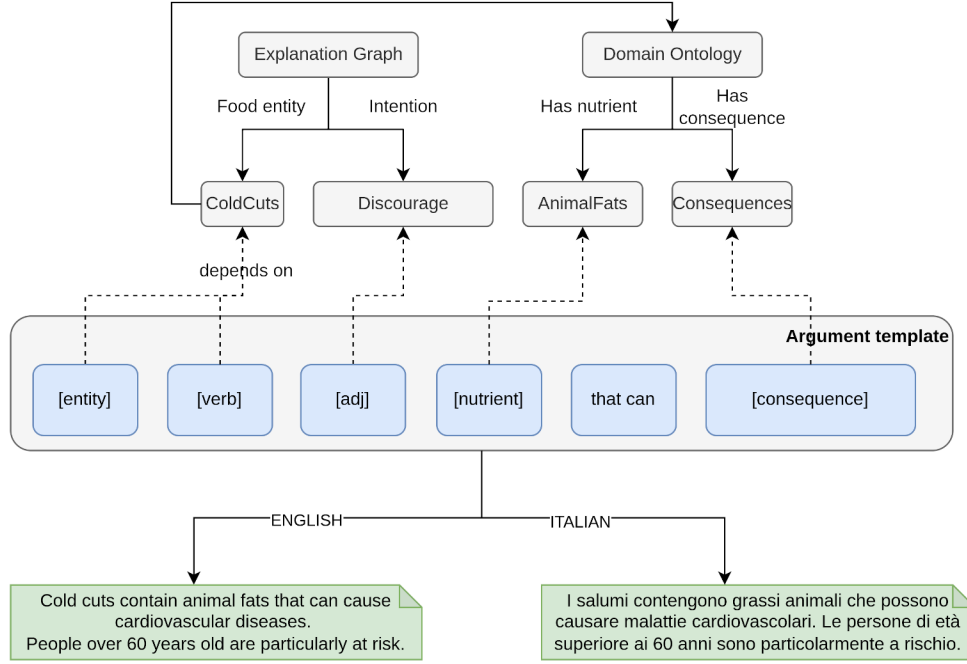 Explanation Graph
Domain Ontology
Food entity
Intention
Has nutrient
Has
consequence
ColdCuts
Discourage
AnimalFats
Consequences
depends on
Argument template
[entity]
[verb]
[adj]
[nutrient]
that can
[consequence]
ENGLISH
ITALIAN
Cold cuts contain animal fats that can cause
cardiovascular diseases.
People over 60 years old are particularly at risk.
I salumi contengono grassi animali che possono
causare malattie cardiovascolari. Le persone di età
superiore ai 60 anni sono particolarmente a rischio.